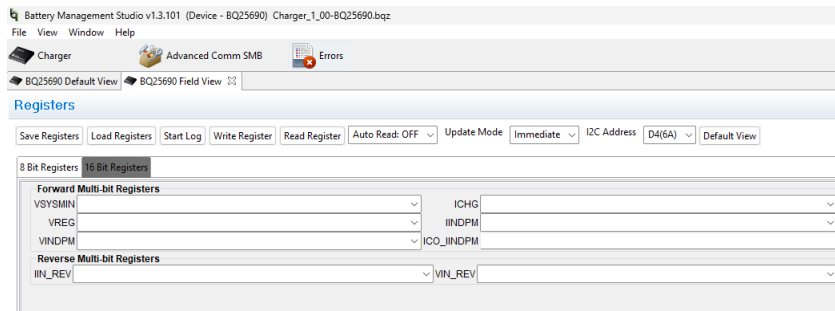 Battery Management Studio v1.3.101 (Device - BQ25690) Charger_1_00-BQ25690.bqz
File View Window Help
Charger Advanced Comm SMB Errors
BQ25690 Default View BQ25690 Field View
Registers
Save Registers Load Registers Start Log Write Register Read Register Auto Read: OFF Update Mode Immediate I2C Address D4(6A) Default View
8 Bit Registers 16 Bit Registers
Forward Multi-bit Registers
VSYSMIN ICHG
VREG IINDPM
VINDPM ICO_IINDPM
Reverse Multi-bit Registers
IIN_REV VIN_REV